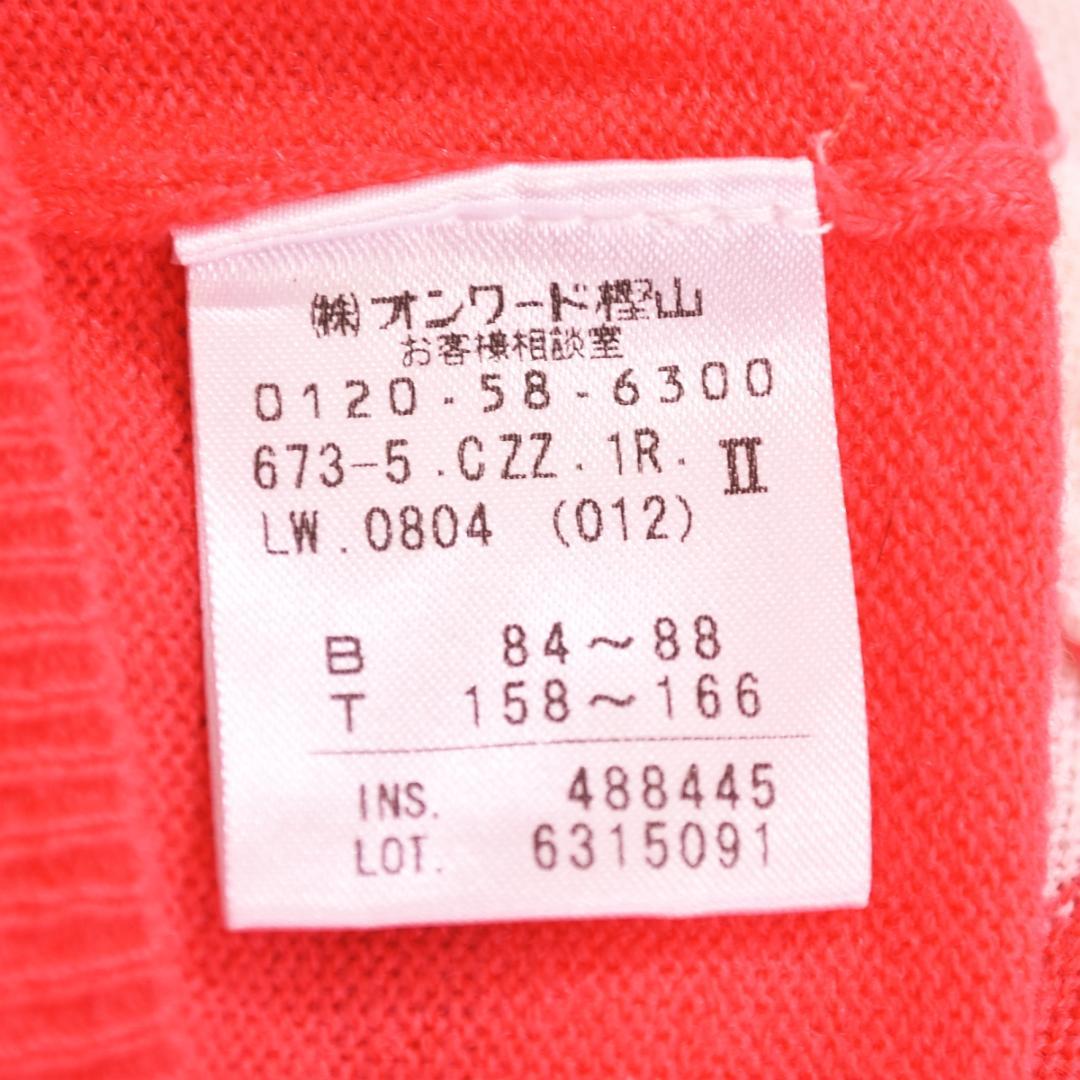 ㈱オンワード樫山
お客様相談室
0120-58-6300
673-5.CZZ.1R. Ⅱ
LW.0804 (012)
B 84～88
T 158～166
INS. 488445
LOT. 6315091